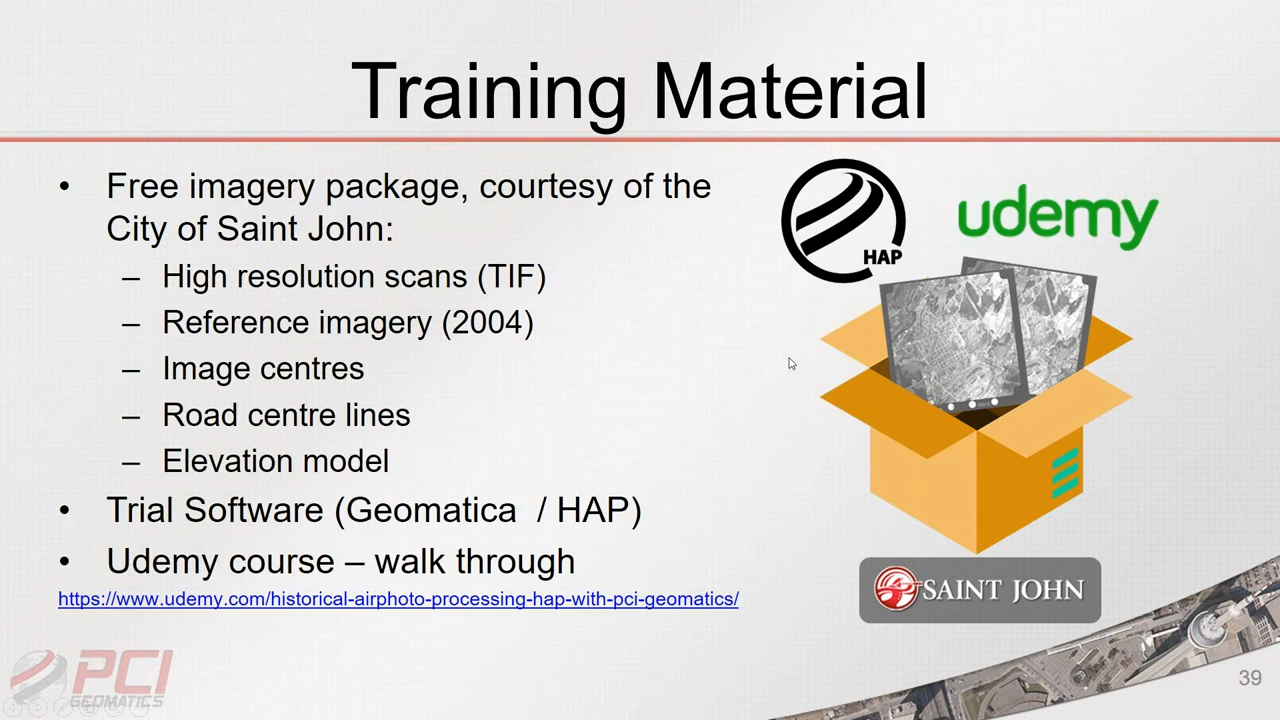 Training Material
• Free imagery package, courtesy of the
City of Saint John:
– High resolution scans (TIF)
– Reference imagery (2004)
– Image centres
– Road centre lines
– Elevation model
• Trial Software (Geomatica / HAP)
• Udemy course – walk through
https://www.udemy.com/historical-airphoto-processing-hap-with-pci-geomatics/
HAP
udemy
SAINT JOHN
PCI
GEOMATICS
39